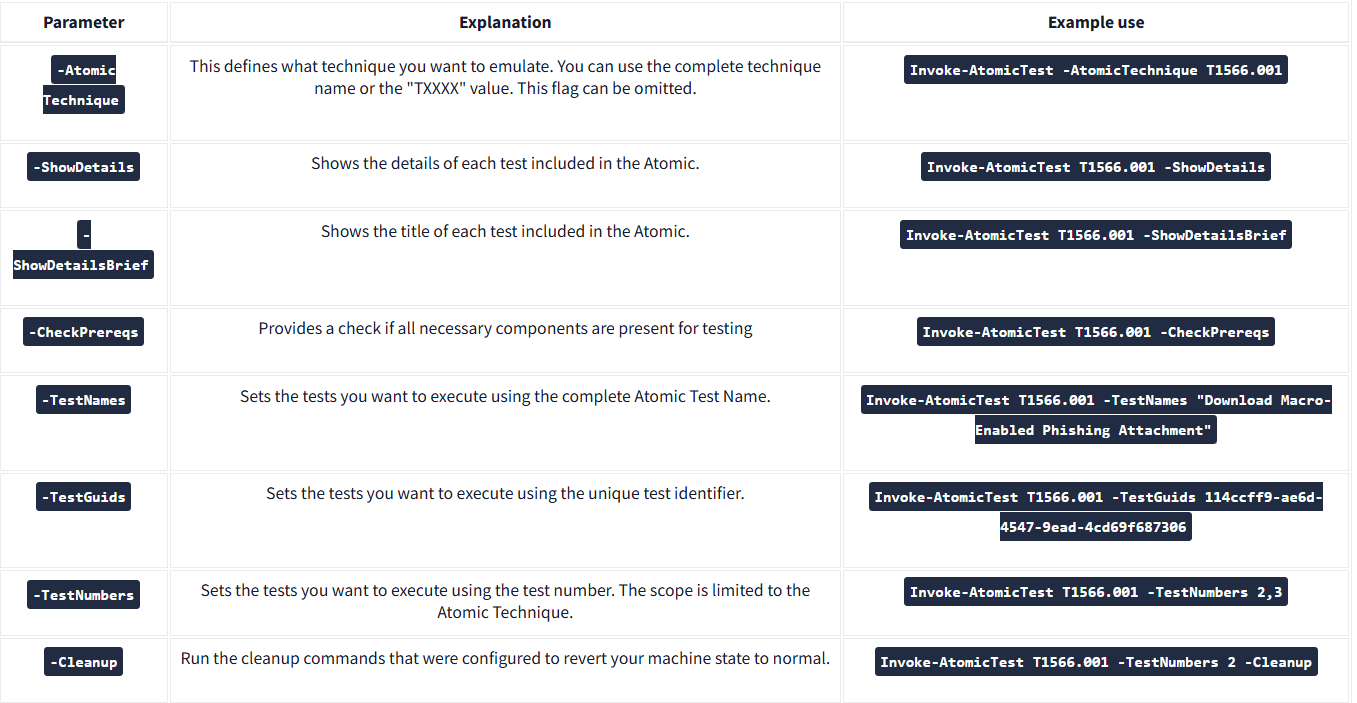 Parameter
Explanation
Example use
-Atomic
Technique
This defines what technique you want to emulate. You can use the complete technique
name or the "TXXXX" value. This flag can be omitted.
Invoke-AtomicTest -AtomicTechnique T1566.001
-ShowDetails
Shows the details of each test included in the Atomic.
Invoke-AtomicTest T1566.001 -ShowDetails
-
ShowDetailsBrief
Shows the title of each test included in the Atomic.
Invoke-AtomicTest T1566.001 -ShowDetailsBrief
-CheckPrereqs
Provides a check if all necessary components are present for testing
Invoke-AtomicTest T1566.001 -CheckPrereqs
-TestNames
Sets the tests you want to execute using the complete Atomic Test Name.
Invoke-AtomicTest T1566.001 -TestNames "Download Macro-
Enabled Phishing Attachment"
-TestGuids
Sets the tests you want to execute using the unique test identifier.
Invoke-AtomicTest T1566.001 -TestGuids 114ccff9-ae6d-
4547-9ead-4cd69f687306
-TestNumbers
Sets the tests you want to execute using the test number. The scope is limited to the
Atomic Technique.
Invoke-AtomicTest T1566.001 -TestNumbers 2,3
-Cleanup
Run the cleanup commands that were configured to revert your machine state to normal.
Invoke-AtomicTest T1566.001 -TestNumbers 2 -Cleanup